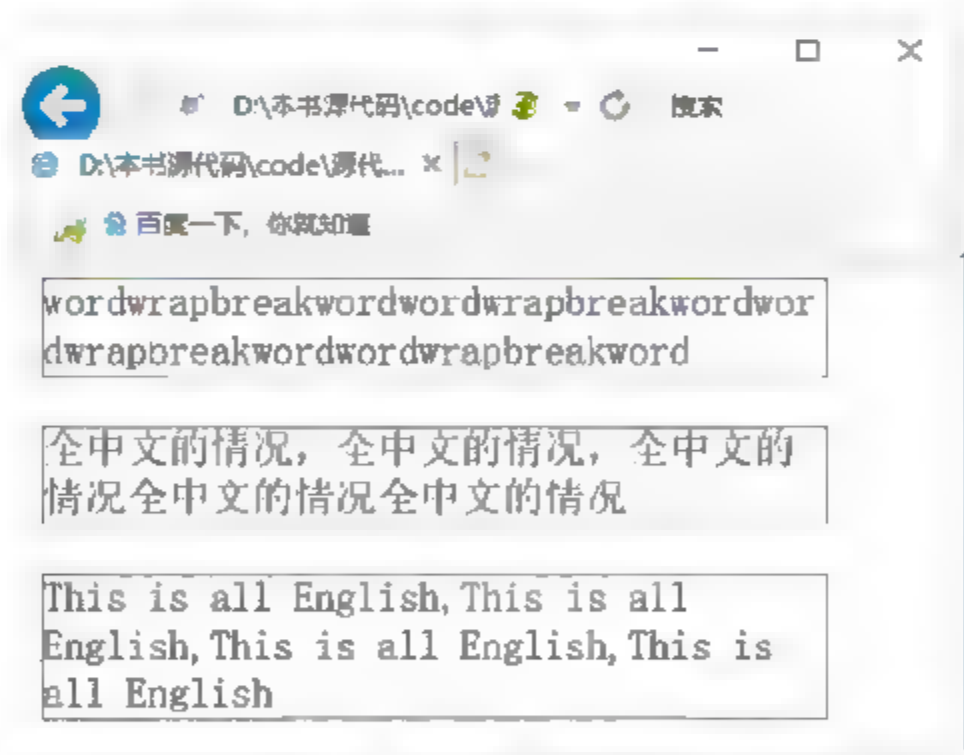 D:\本书源代码\code\源
搜索
D:\本书源代码\code\源代...
百度一下，你就知道
wordwrapbreakwordwordwrapbreakwordwor
dwrapbreakwordwordwrapbreakword
全中文的情况，全中文的情况，全中文的
情况全中文的情况全中文的情况
This is all English,This is all
English,This is all English,This is
all English